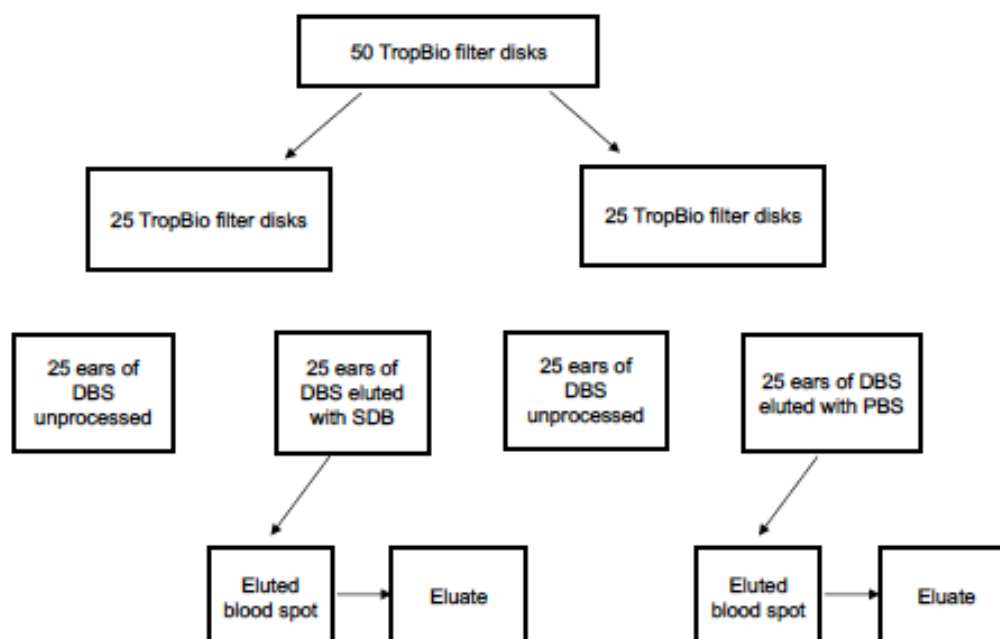 50 TropBio filter disks
25 TropBio filter disks
25 TropBio filter disks
25 ears of
DBS
unprocessed
25 ears of
DBS eluted
with SDB
25 ears of
DBS
unprocessed
25 ears of DBS
eluted with PBS
Eluted
blood spot
Eluate
Eluted
blood spot
Eluate